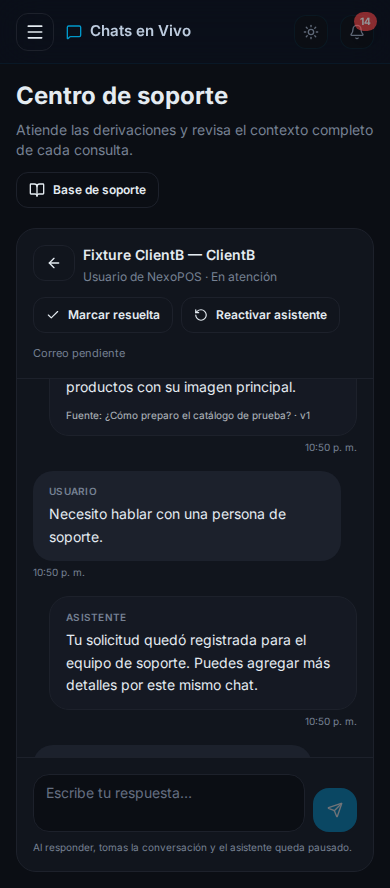 Chats en Vivo
14
Centro de soporte
Atiende las derivaciones y revisa el contexto completo
de cada consulta.
Base de soporte
Fixture ClientB — ClientB
Usuario de NexoPOS · En atención
Marcar resuelta
Reactivar asistente
Correo pendiente
productos con su imagen principal.
Fuente: ¿Cómo preparo el catálogo de prueba? · v1
10:50 p. m.
USUARIO
Necesito hablar con una persona de
soporte.
10:50 p. m.
ASISTENTE
Tu solicitud quedó registrada para el
equipo de soporte. Puedes agregar más
detalles por este mismo chat.
10:50 p. m.
Escribe tu respuesta...
Al responder, tomas la conversación y el asistente queda pausado.